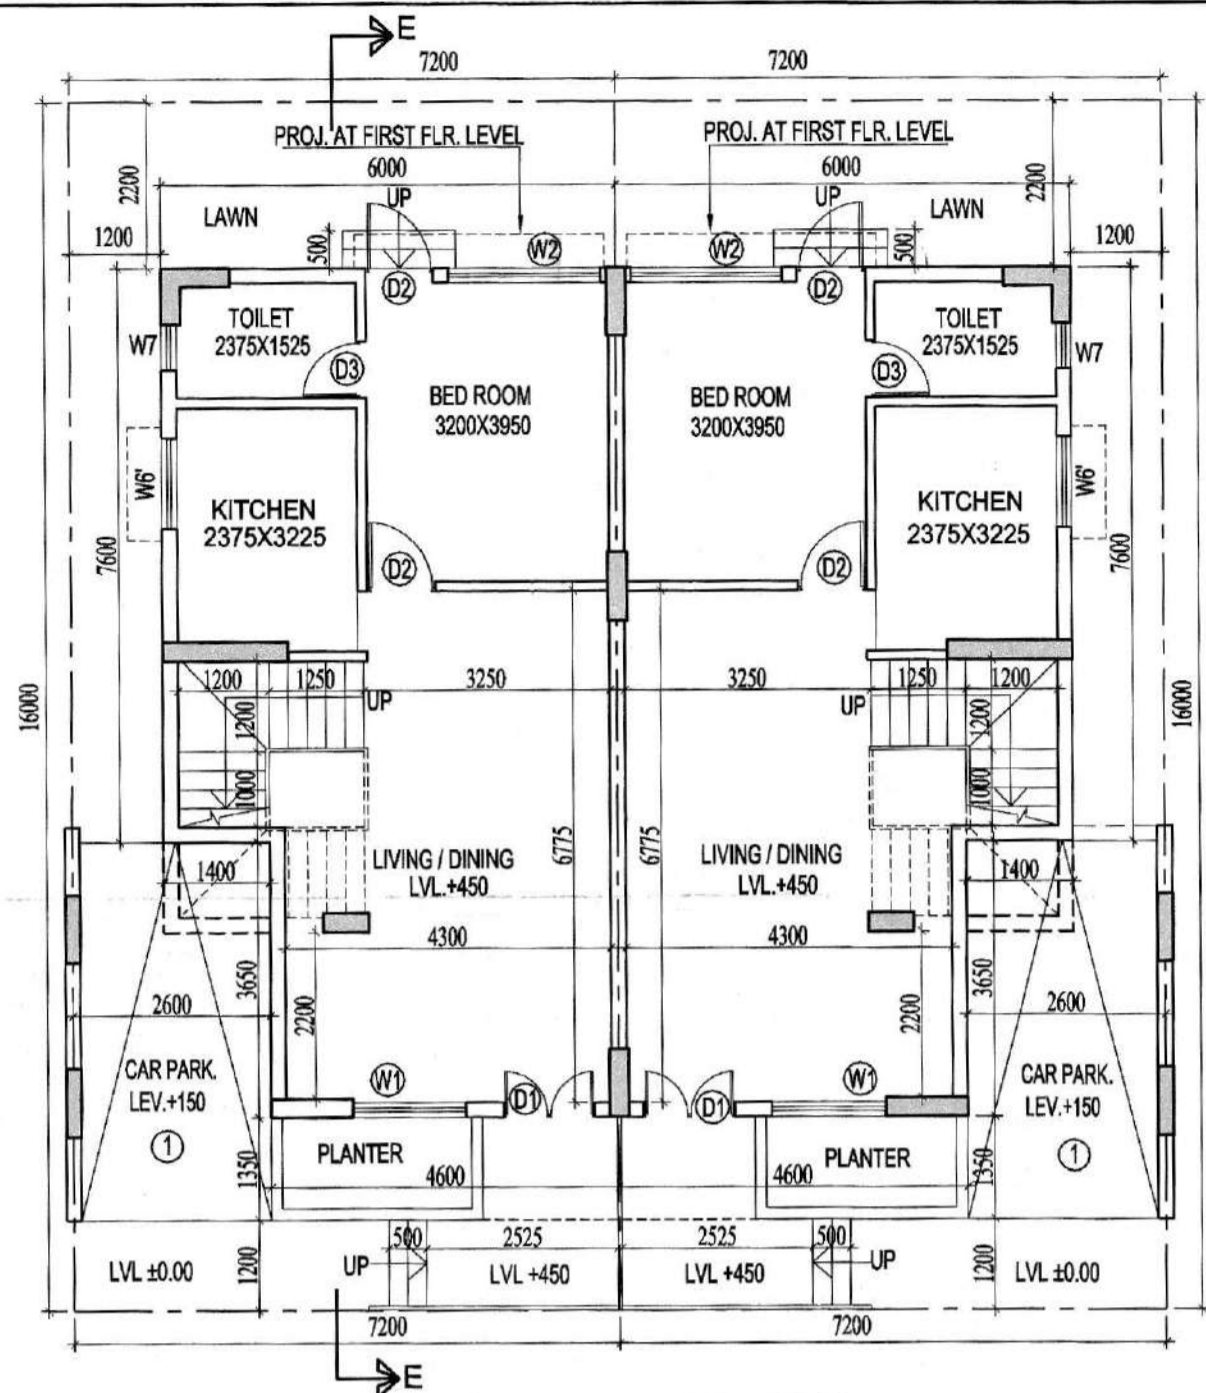 E
7200 7200
PROJ. AT FIRST FLR. LEVEL PROJ. AT FIRST FLR. LEVEL
2200 6000 6000 2200
UP UP
LAWN LAWN
1200 500 W2 W2 500 1200
D2 D2
TOILET TOILET
2375X1525 2375X1525
W7 W7
D3 D3
BED ROOM BED ROOM
3200X3950 3200X3950
W6' W6'
KITCHEN KITCHEN
2375X3225 2375X3225
7600 7600
D2 D2
1200 1250 3250 3250 1250 1200
16000 UP UP 16000
1200 1200
1000 1000
6775 6775
LIVING / DINING LIVING / DINING
LVL.+450 LVL.+450
1400 1400
4300 4300
3650 3650
2600 2200 2200 2600
CAR PARK. CAR PARK.
LEV.+150 LEV.+150
W1 D1 D1 W1
1 1
PLANTER PLANTER
1350 4600 4600 1350
500 2525 2525 500
UP UP
LVL ±0.00 1200 LVL +450 LVL +450 1200 LVL ±0.00
7200 7200
E